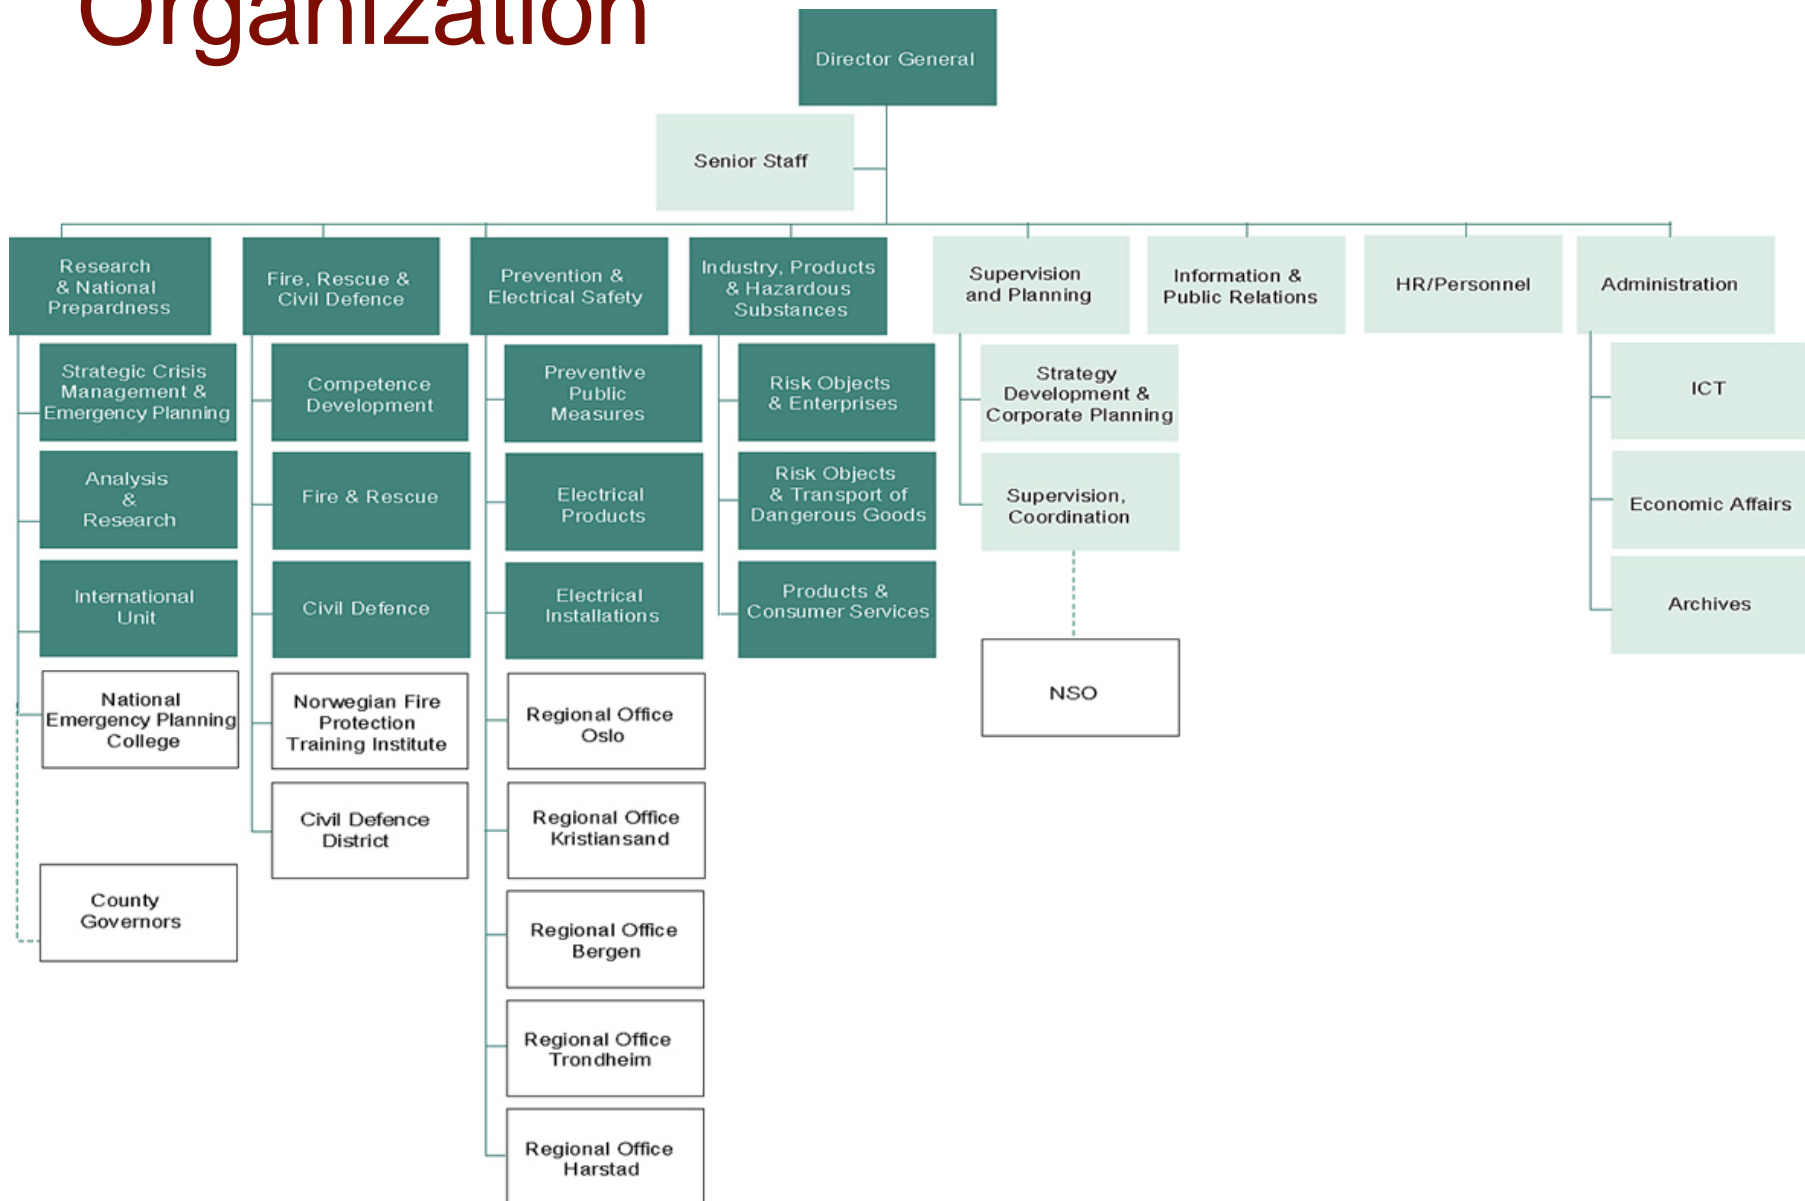 Organization
Director General
Senior Staff
Research
& National
Prepardness
Fire, Rescue &
Civil Defence
Prevention &
Electrical Safety
Industry, Products
& Hazardous
Substances
Supervision
and Planning
Information &
Public Relations
HR/Personnel
Administration
Strategic Crisis
Management &
Emergency Planning
Analysis
&
Research
International
Unit
National
Emergency Planning
College
County
Governors
Competence
Development
Fire & Rescue
Civil Defence
Norwegian Fire
Protection
Training Institute
Civil Defence
District
Preventive
Public
Measures
Electrical
Products
Electrical
Installations
Regional Office
Oslo
Regional Office
Kristiansand
Regional Office
Bergen
Regional Office
Trondheim
Regional Office
Harstad
Risk Objects
& Enterprises
Risk Objects
& Transport of
Dangerous Goods
Products &
Consumer Services
Strategy
Development &
Corporate Planning
Supervision,
Coordination
NSO
ICT
Economic Affairs
Archives